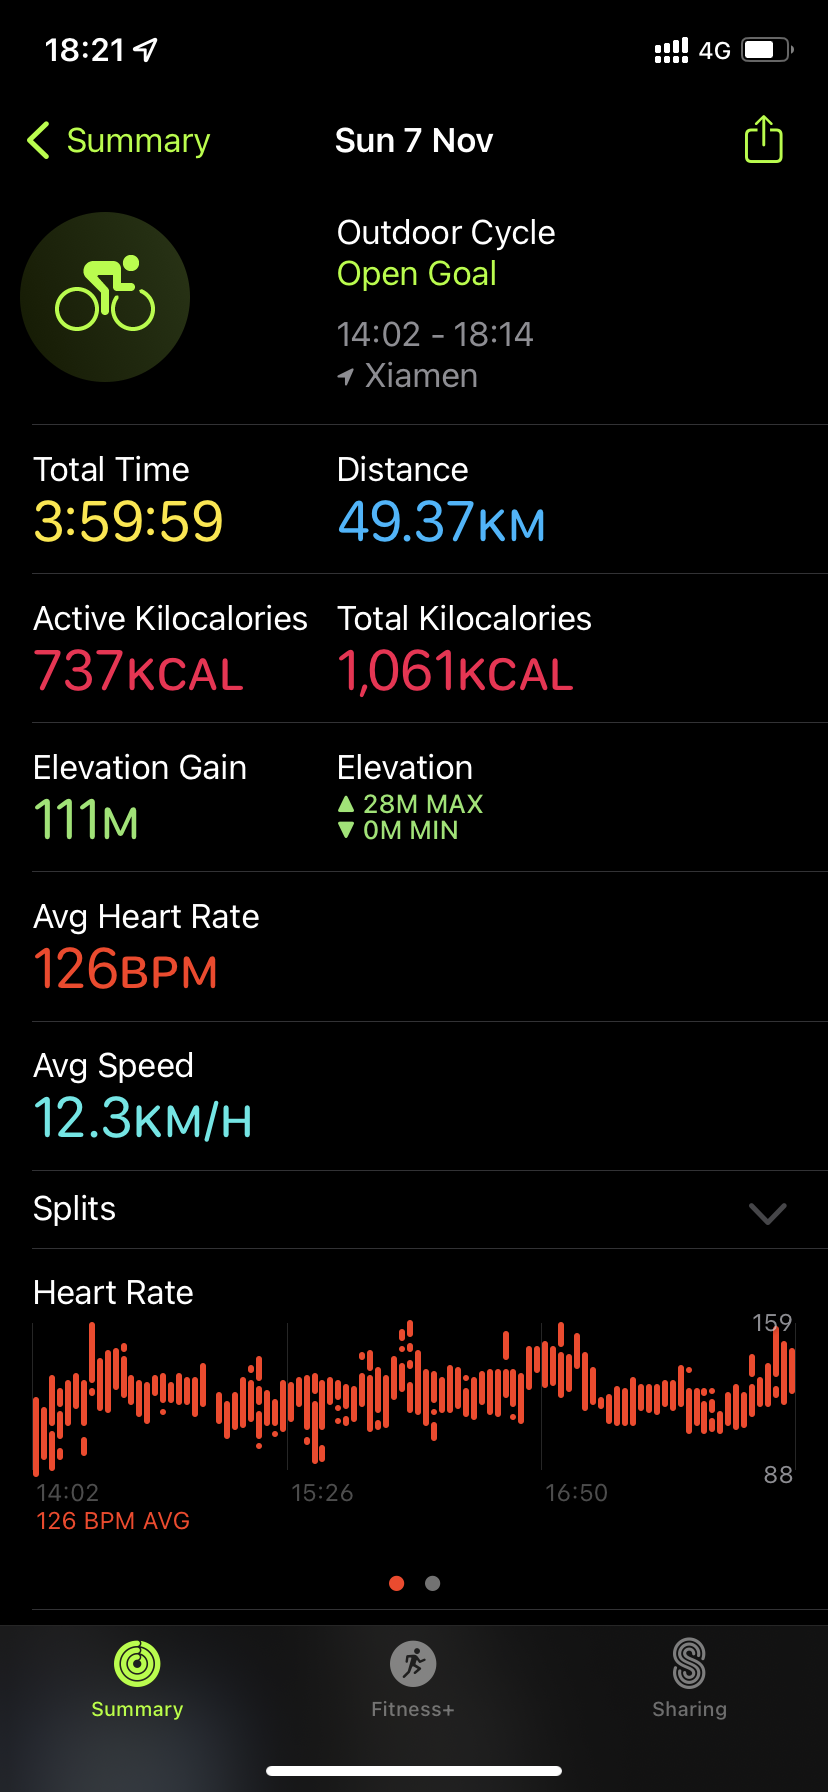 18:21
4G
Summary
Sun 7 Nov
Outdoor Cycle
Open Goal
14:02 - 18:14
Xiamen
Total Time
Distance
3:59:59
49.37KM
Active Kilocalories
Total Kilocalories
737KCAL
1,061KCAL
Elevation Gain
Elevation
111M
28M MAX
0M MIN
Avg Heart Rate
126BPM
Avg Speed
12.3KM/H
Splits
Heart Rate
159
88
14:02
15:26
16:50
126 BPM AVG
Summary
Fitness+
Sharing